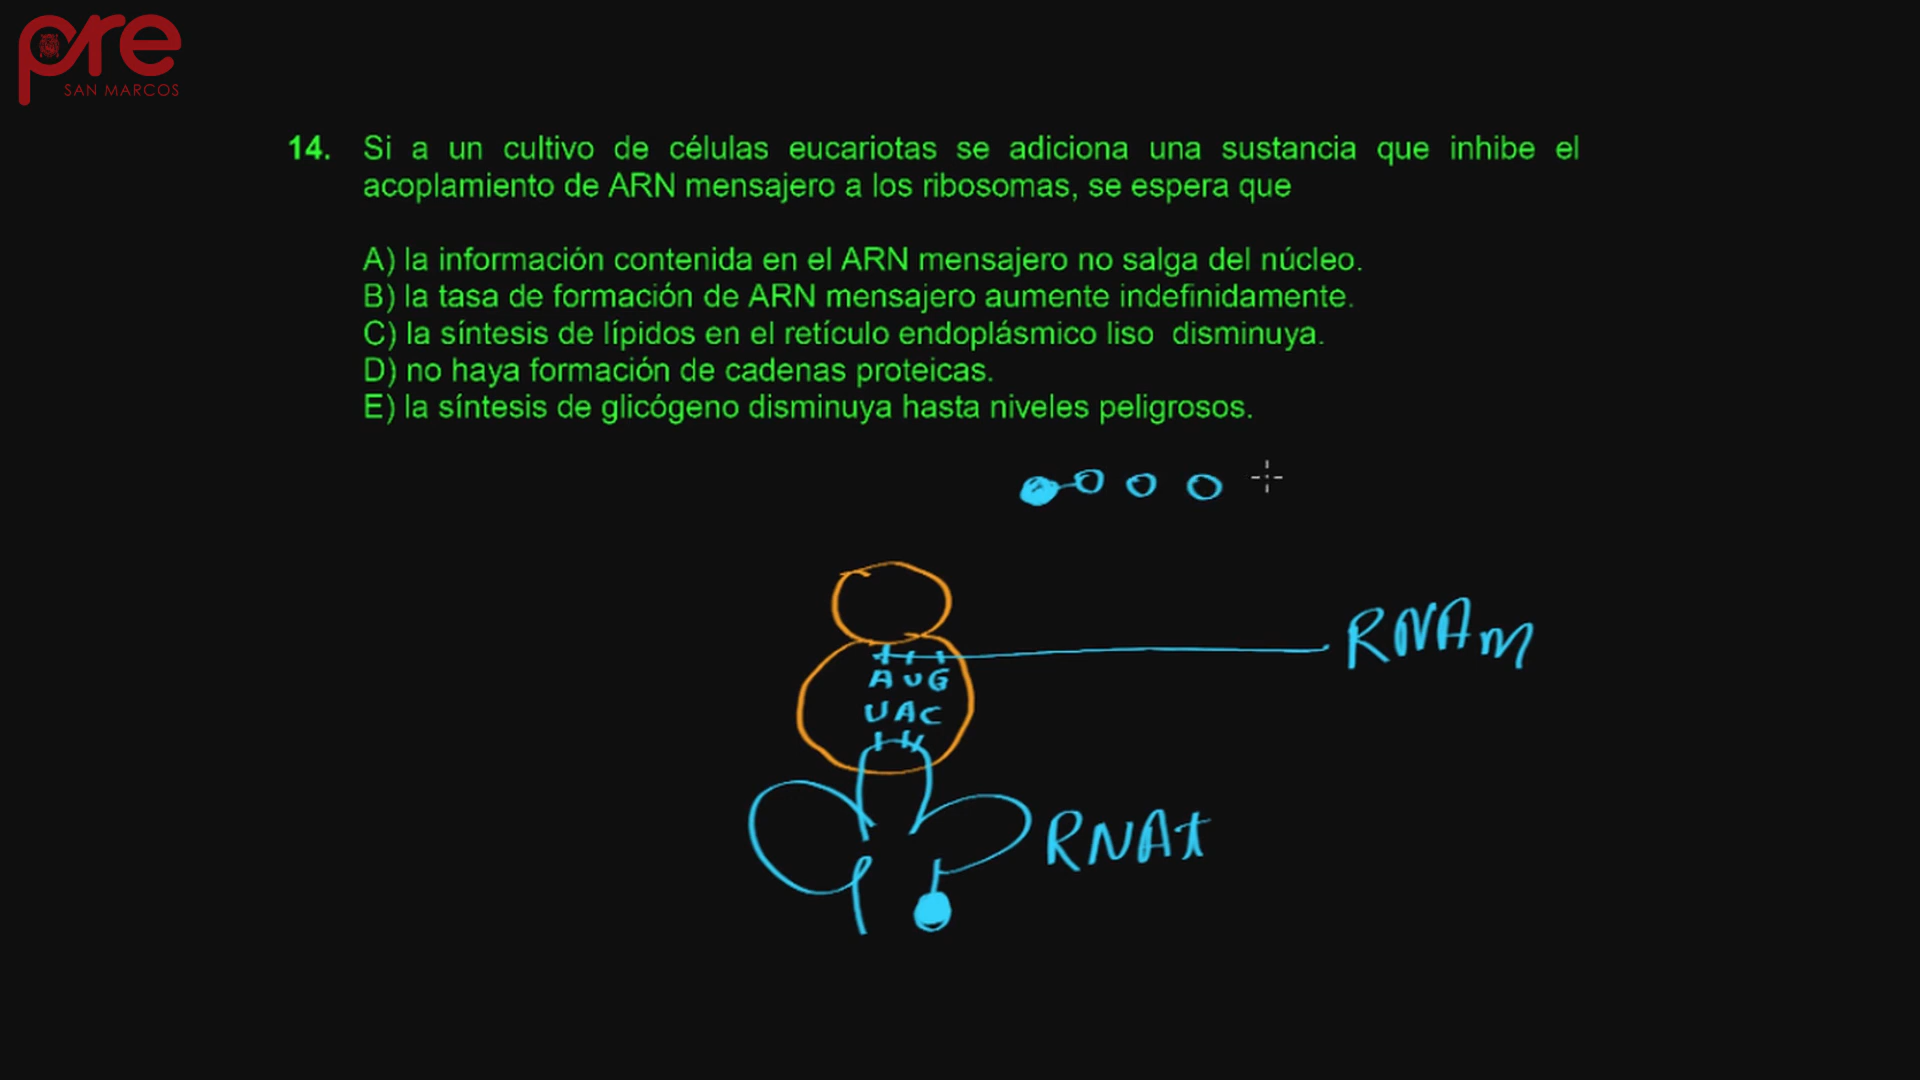 pre
SAN MARCOS
14. Si a un cultivo de células eucariotas se adiciona una sustancia que inhibe el
acoplamiento de ARN mensajero a los ribosomas, se espera que
A) la información contenida en el ARN mensajero no salga del núcleo.
B) la tasa de formación de ARN mensajero aumente indefinidamente.
C) la síntesis de lípidos en el retículo endoplásmico liso disminuya.
D) no haya formación de cadenas proteicas.
E) la síntesis de glicógeno disminuya hasta niveles peligrosos.
RNAm
AUG
UAC
RNAt